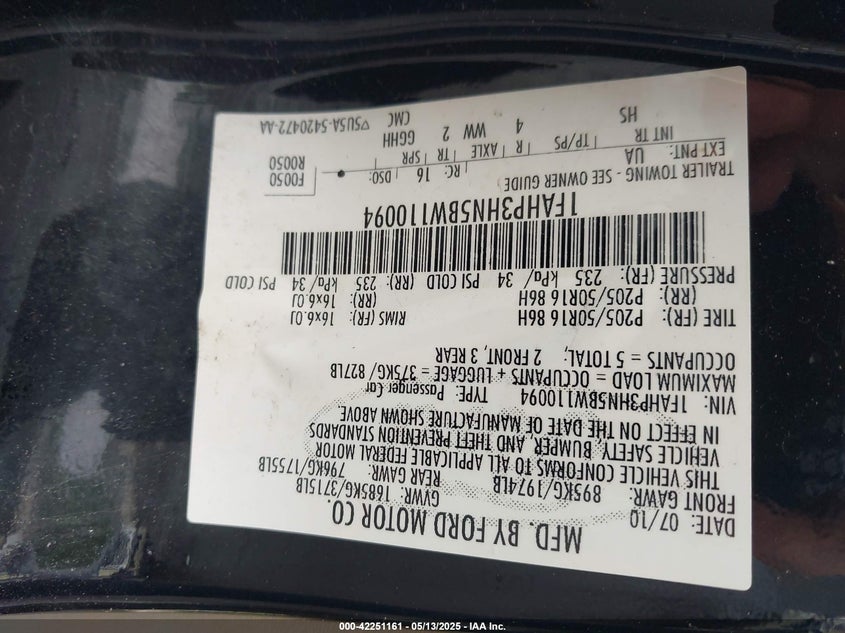 MFD. BY FORD MOTOR CO.
DATE: 07/10 GVWR: 1685KG/3715LB
FRONT GAWR: REAR GAWR:
895KG/1974LB 796KG/1755LB
THIS VEHICLE CONFORMS TO ALL APPLICABLE FEDERAL MOTOR
VEHICLE SAFETY, BUMPER, AND THEFT PREVENTION STANDARDS
IN EFFECT ON THE DATE OF MANUFACTURE SHOWN ABOVE.
VIN: 1FAHP3HN5BW110094 TYPE: Passenger Car
MAXIMUM LOAD = OCCUPANTS + LUGGAGE = 375KG/ 827LB
OCCUPANTS = 5 TOTAL; 2 FRONT, 3 REAR
TIRE (FR): P205/50R16 86H RIMS (FR): 16x6.0J
(RR): P205/50R16 86H (RR): 16x6.0J
PRESSURE (FR) 235 kPa/ 34 PSI COLD (RR) 235 kPa/ 34 PSI COLD
1FAHP3HN5BW110094
TRAILER TOWING - SEE OWNER GUIDE F0050
EXT PNT: UA RC: 16 DSO: R0050
INT TR TP/PS R AXLE TR SPR
HS 4 WW 2 GGHH
CMC ▽5U5A-5420472-AA
000-42251161 - 05/13/2025 - IAA Inc.